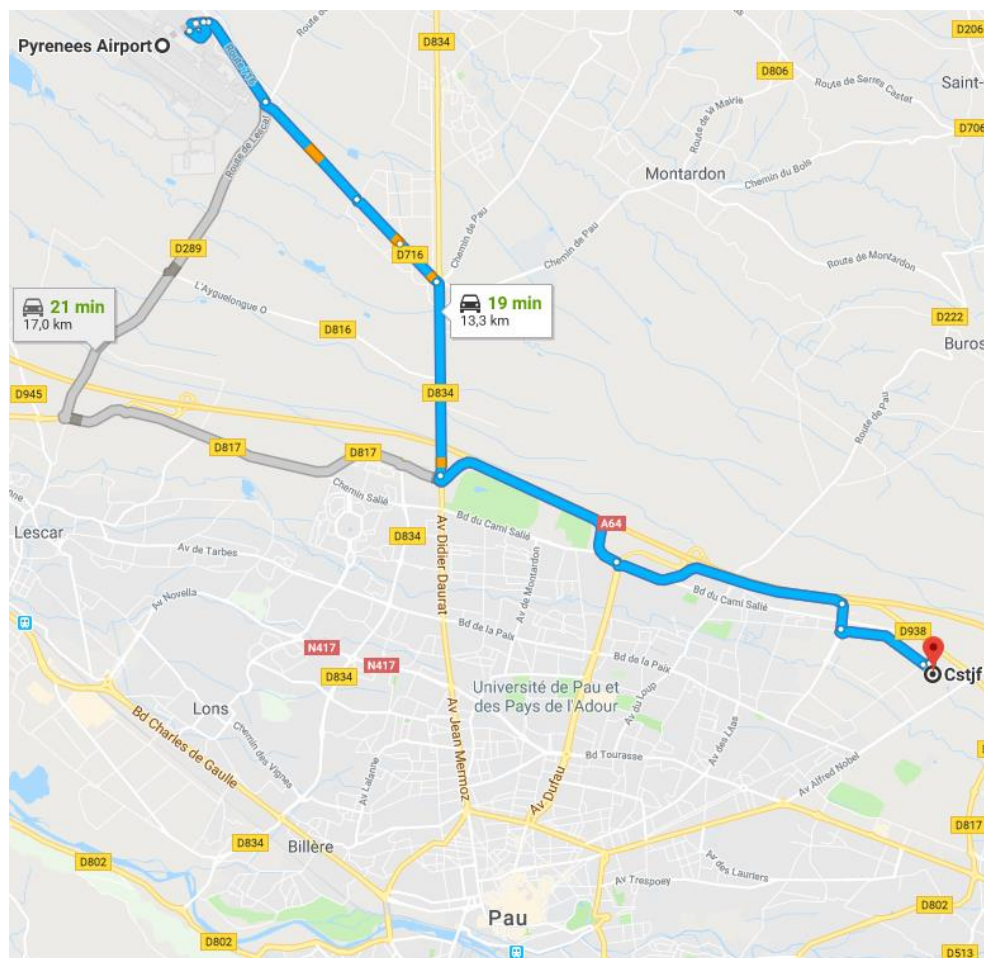 Pyrenees Airport
D834
D206
D806
Route de Serres Castet
Saint-
Route de la Mairie
D706
Route de Lescar
Montardon
Chemin du Bois
Chemin de Pau
Chemin de Pau
D289
D716
Route de Montardon
21 min
17,0 km
L'Ayguelongue O
19 min
13,3 km
D816
D222
Buros
D945
D834
Route de Pau
D817
D817
Chemin Salié
A64
Lescar
Av de Tarbes
D834
Bd du Cami Salié
Av Didier Daurat
Av de Montardon
Bd du Cami Salié
Av Novella
D938
Bd de la Paix
N417
N417
Bd de la Paix
D834
Cstjf
Université de Pau et
des Pays de l'Adour
Av du Loup
Lons
Bd Charles de Gaulle
Chemin des Vignes
Av Jean Mermoz
Av des Lilas
Bd Tourasse
Av Lalanne
Av Dufau
Av Alfred Nobel
D817
D834
Billère
D802
Av des Lauriers
Av Trespoey
D802
Pau
D802
D513